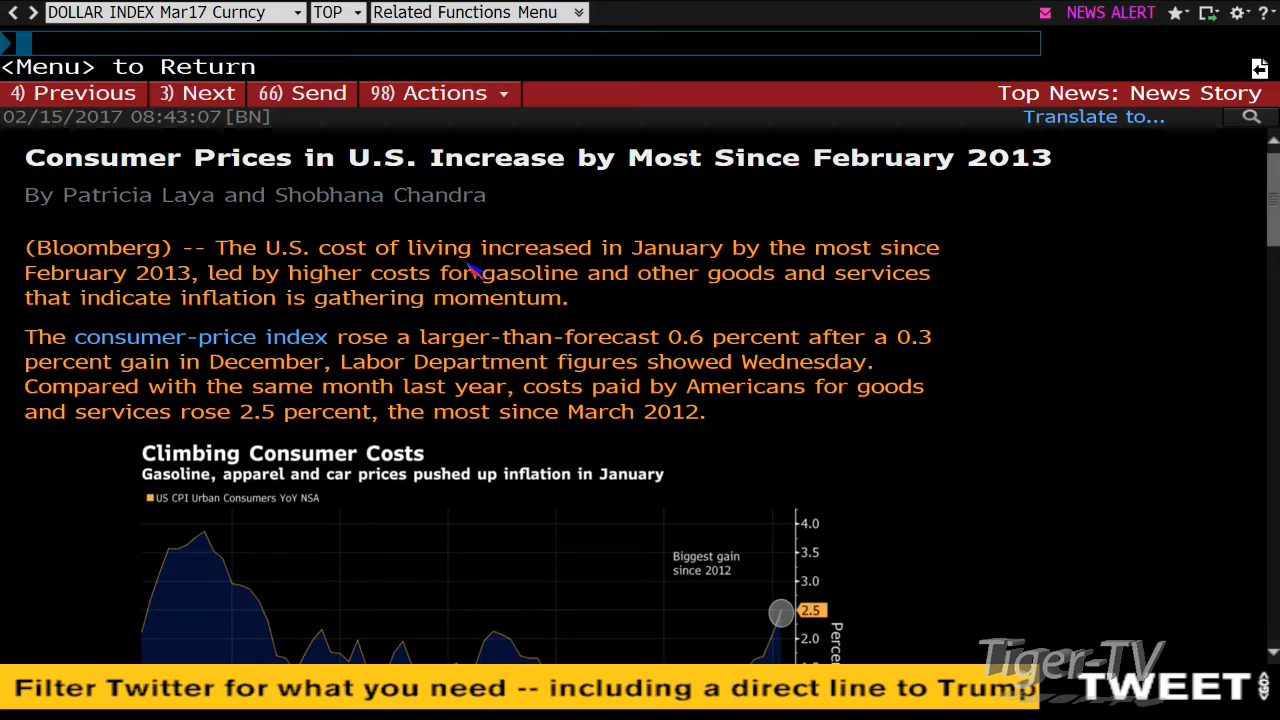 DOLLAR INDEX Mar17 Curncy TOP Related Functions Menu NEWS ALERT ?
<Menu> to Return
4) Previous 3) Next 66) Send 98) Actions Top News: News Story
02/15/2017 08:43:07[BN] Translate to...
Consumer Prices in U.S. Increase by Most Since February 2013
By Patricia Laya and Shobhana Chandra
(Bloomberg) -- The U.S. cost of living increased in January by the most since
February 2013, led by higher costs for gasoline and other goods and services
that indicate inflation is gathering momentum.
The consumer-price index rose a larger-than-forecast 0.6 percent after a 0.3
percent gain in December, Labor Department figures showed Wednesday.
Compared with the same month last year, costs paid by Americans for goods
and services rose 2.5 percent, the most since March 2012.
Climbing Consumer Costs
Gasoline, apparel and car prices pushed up inflation in January
US CPI Urban Consumers YoY NSA
4.0
Biggest gain 3.5
since 2012
3.0
2.5
2.0
Tiger-TV
Filter Twitter for what you need -- including a direct line to Trump TWEET <GO>